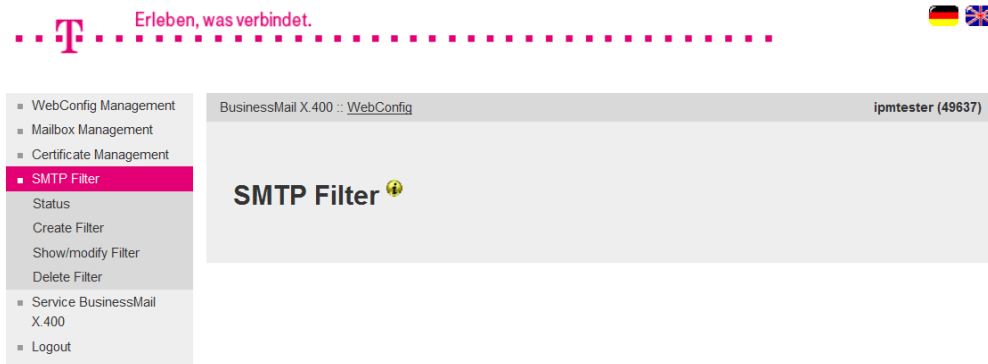 Erleben, was verbindet.
T
WebConfig Management
Mailbox Management
Certificate Management
SMTP Filter
Status
Create Filter
Show/modify Filter
Delete Filter
Service BusinessMail
X.400
Logout
BusinessMail X.400 :: WebConfig
ipmtester (49637)
SMTP Filter